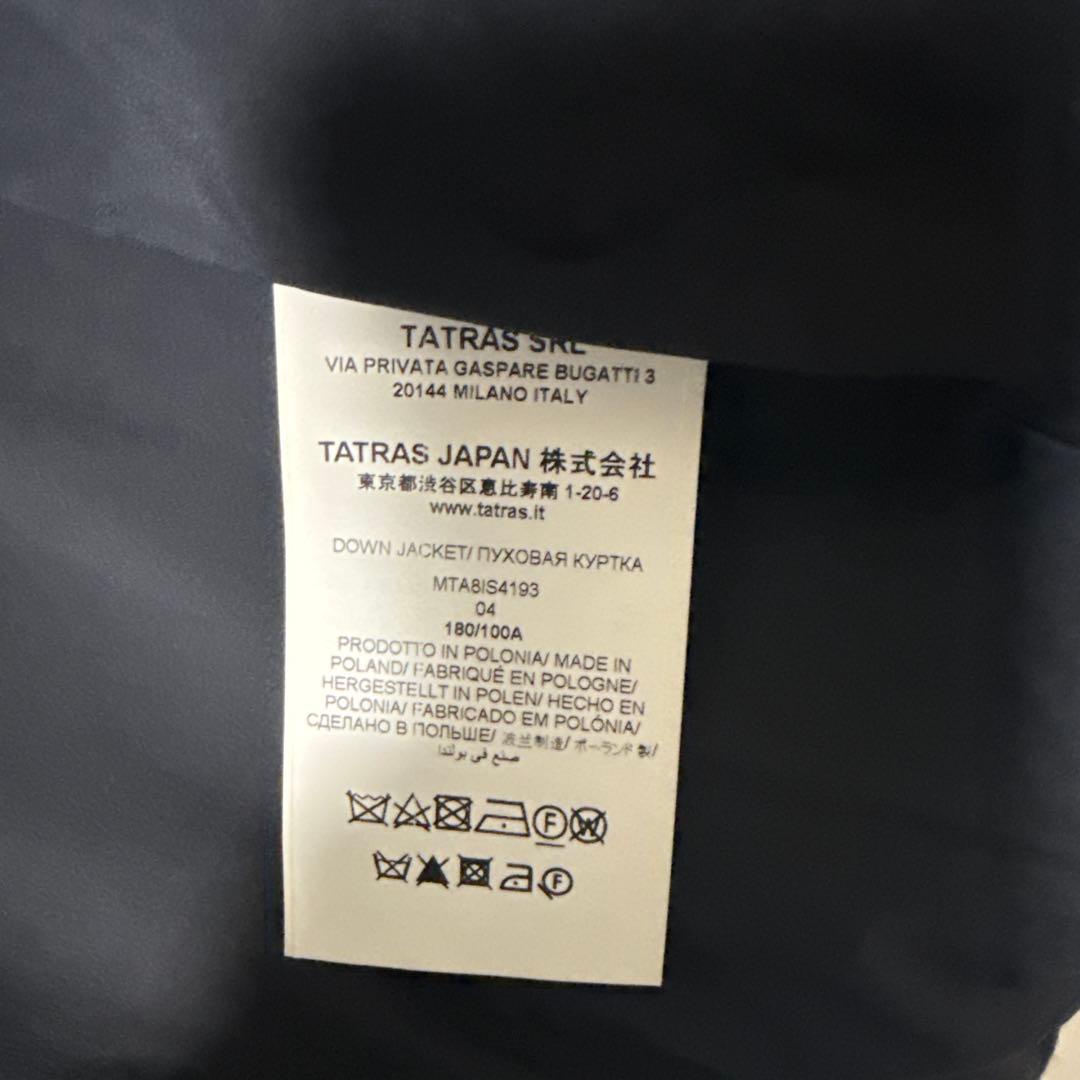 TATRAS SRL
VIA PRIVATA GASPARE BUGATTI 3
20144 MILANO ITALY
TATRAS JAPAN 株式会社
東京都渋谷区恵比寿南 1-20-6
www.tatras.it
DOWN JACKET/ ПУХОВАЯ КУРТКА
MTA8IS4193
04
180/100A
PRODOTTO IN POLONIA/ MADE IN
POLAND/ FABRIQUÉ EN POLOGNE/
HERGESTELLT IN POLEN/ HECHO EN
POLONIA/ FABRICADO EM POLÓNIA/
СДЕЛАНО В ПОЛЬШЕ/ 波兰制造/ ポーランド製/
صنع في بولندا
F W
F